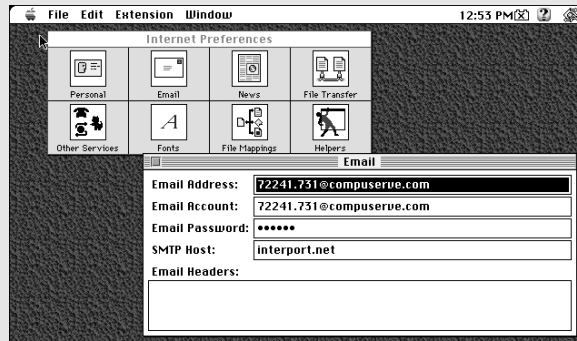 File Edit Extension Window 12:53 PM
Internet Preferences
Personal Email News File Transfer
Other Services Fonts File Mappings Helpers
Email
Email Address: 72241.731@compuserve.com
Email Account: 72241.731@compuserve.com
Email Password: ••••••
SMTP Host: interport.net
Email Headers: